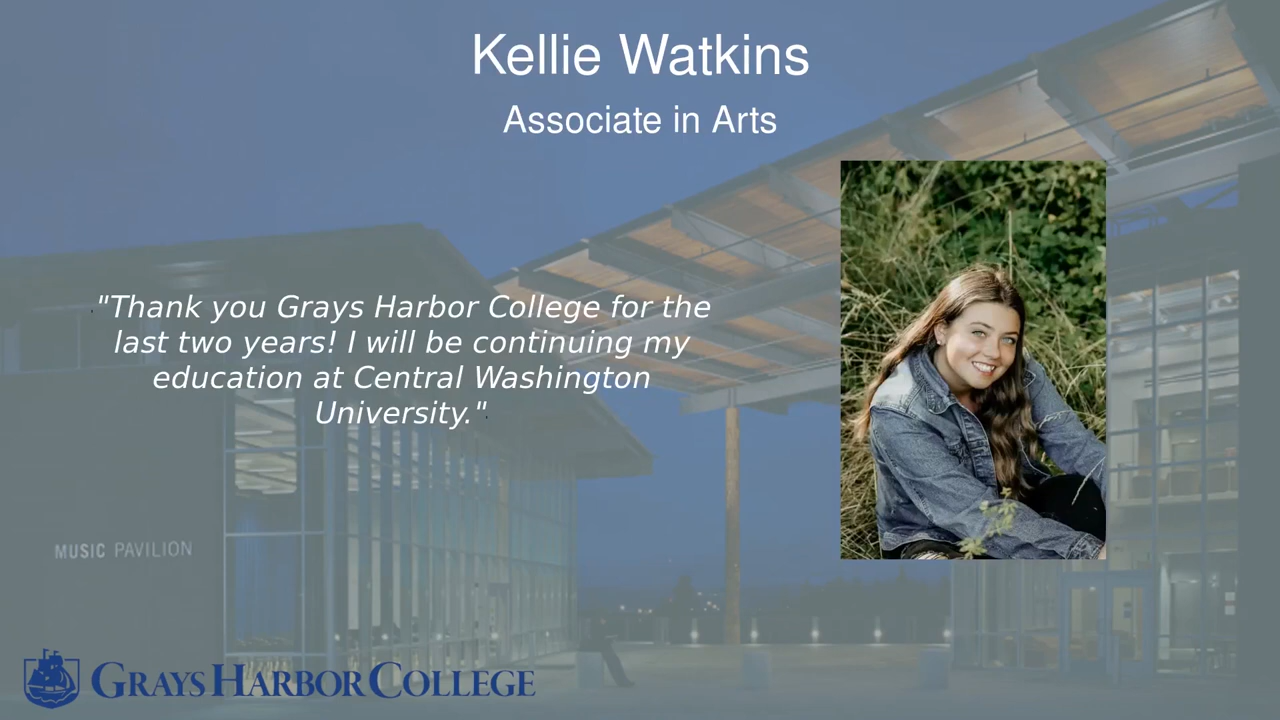 Kellie Watkins
Associate in Arts
"Thank you Grays Harbor College for the
last two years! I will be continuing my
education at Central Washington
University."
MUSIC PAVILION
GRAYS HARBOR COLLEGE